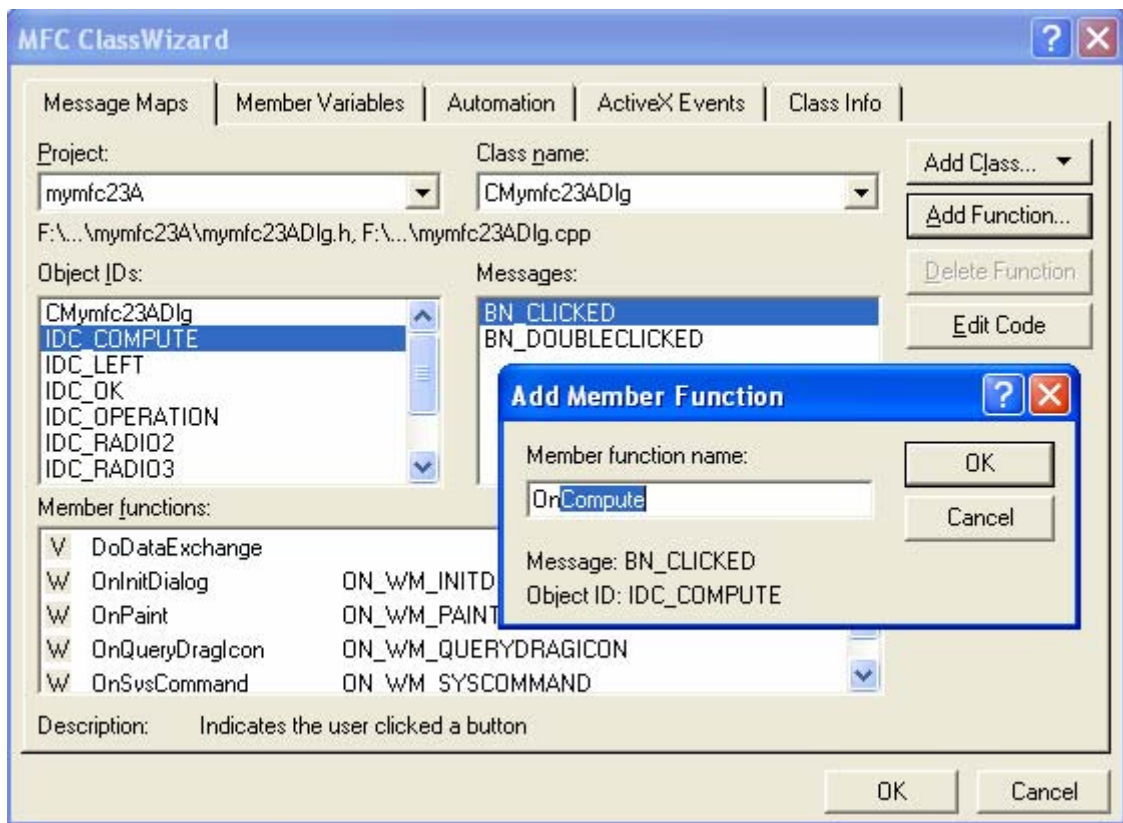 MFC ClassWizard
Message Maps
Member Variables
Automation
ActiveX Events
Class Info
Project:
mymfc23A
Class name:
CMymfc23ADlg
Add Class...
Add Function...
F:\...\mymfc23A\mymfc23ADlg.h, F:\...\mymfc23ADlg.cpp
Delete Function
Edit Code
Object IDs:
CMymfc23ADlg
IDC_COMPUTE
IDC_LEFT
IDC_OK
IDC_OPERATION
IDC_RADIO2
IDC_RADIO3
Messages:
BN_CLICKED
BN_DOUBLECLICKED
Add Member Function
Member function name:
OnCompute
OK
Cancel
Message: BN_CLICKED
Object ID: IDC_COMPUTE
Member functions:
V DoDataExchange
W OnInitDialog ON_WM_INITD
W OnPaint ON_WM_PAINT
W OnQueryDragIcon ON_WM_QUERYDRAGICON
W OnSysCommand ON_WM_SYSCOMMAND
Description: Indicates the user clicked a button
OK
Cancel